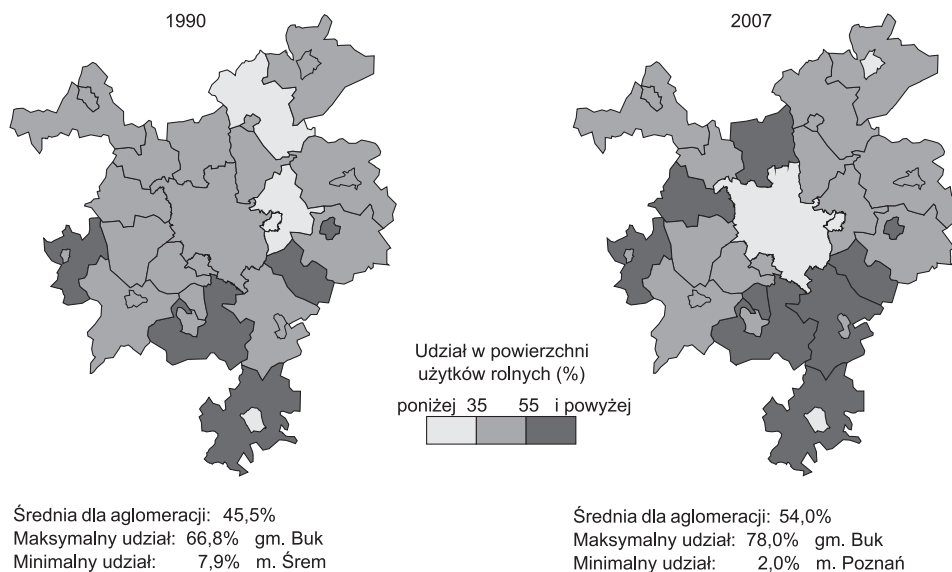 1990
2007
Udział w powierzchni
użytków rolnych (%)
poniżej 35 55 i powyżej
Średnia dla aglomeracji: 45,5%
Maksymalny udział: 66,8% gm. Buk
Minimalny udział: 7,9% m. Śrem
Średnia dla aglomeracji: 54,0%
Maksymalny udział: 78,0% gm. Buk
Minimalny udział: 2,0% m. Poznań